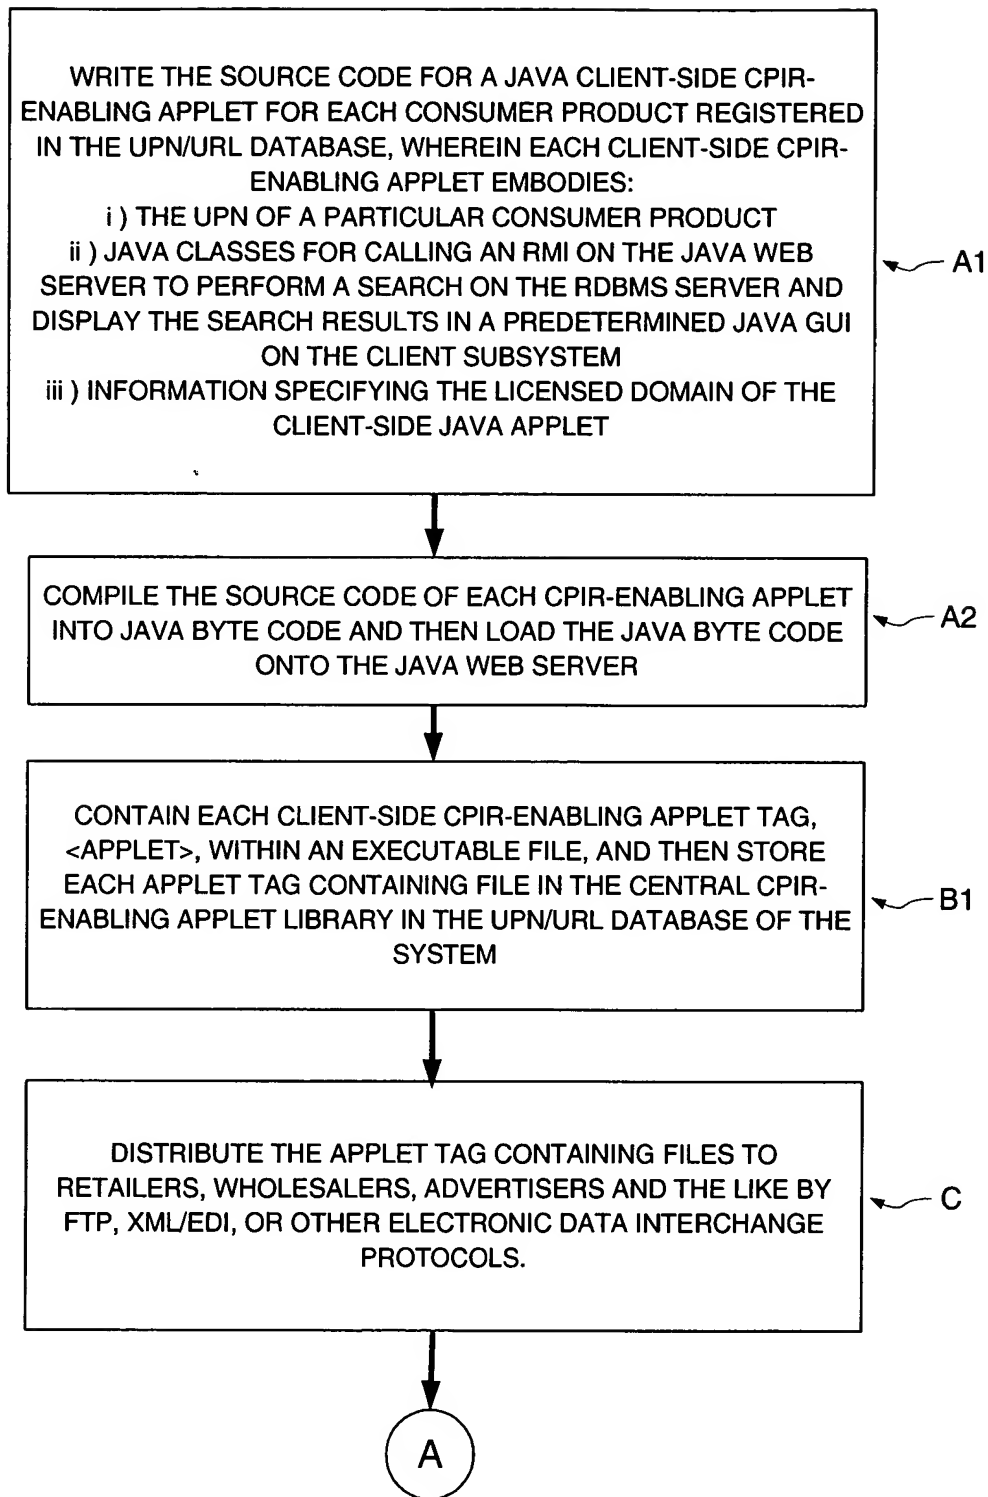 WRITE THE SOURCE CODE FOR A JAVA CLIENT-SIDE CPIR-
ENABLING APPLET FOR EACH CONSUMER PRODUCT REGISTERED
IN THE UPN/URL DATABASE, WHEREIN EACH CLIENT-SIDE CPIR-
ENABLING APPLET EMBODIES:
i ) THE UPN OF A PARTICULAR CONSUMER PRODUCT
ii ) JAVA CLASSES FOR CALLING AN RMI ON THE JAVA WEB
SERVER TO PERFORM A SEARCH ON THE RDBMS SERVER AND
DISPLAY THE SEARCH RESULTS IN A PREDETERMINED JAVA GUI
ON THE CLIENT SUBSYSTEM
iii ) INFORMATION SPECIFYING THE LICENSED DOMAIN OF THE
CLIENT-SIDE JAVA APPLET
A1
COMPILE THE SOURCE CODE OF EACH CPIR-ENABLING APPLET
INTO JAVA BYTE CODE AND THEN LOAD THE JAVA BYTE CODE
ONTO THE JAVA WEB SERVER
A2
CONTAIN EACH CLIENT-SIDE CPIR-ENABLING APPLET TAG,
<APPLET>, WITHIN AN EXECUTABLE FILE, AND THEN STORE
EACH APPLET TAG CONTAINING FILE IN THE CENTRAL CPIR-
ENABLING APPLET LIBRARY IN THE UPN/URL DATABASE OF THE
SYSTEM
B1
DISTRIBUTE THE APPLET TAG CONTAINING FILES TO
RETAILERS, WHOLESALERS, ADVERTISERS AND THE LIKE BY
FTP, XML/EDI, OR OTHER ELECTRONIC DATA INTERCHANGE
PROTOCOLS.
C
A